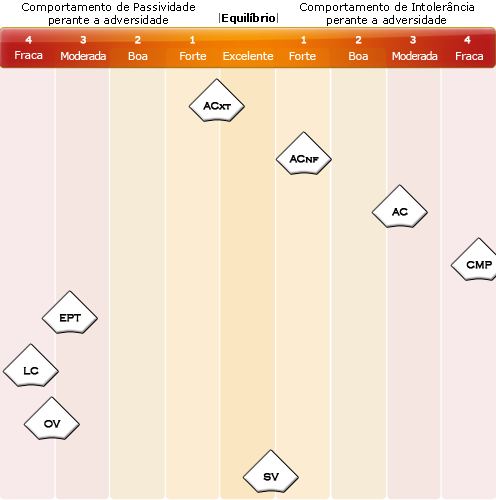 Comportamento de Passividade
perante a adversidade
|Equilíbrio|
Comportamento de Intolerância
perante a adversidade
4 3 2 1 1 2 3 4
Fraca Moderada Boa Forte Excelente Forte Boa Moderada Fraca
ACXT
ACNF
AC
CMP
EPT
LC
OV
SV